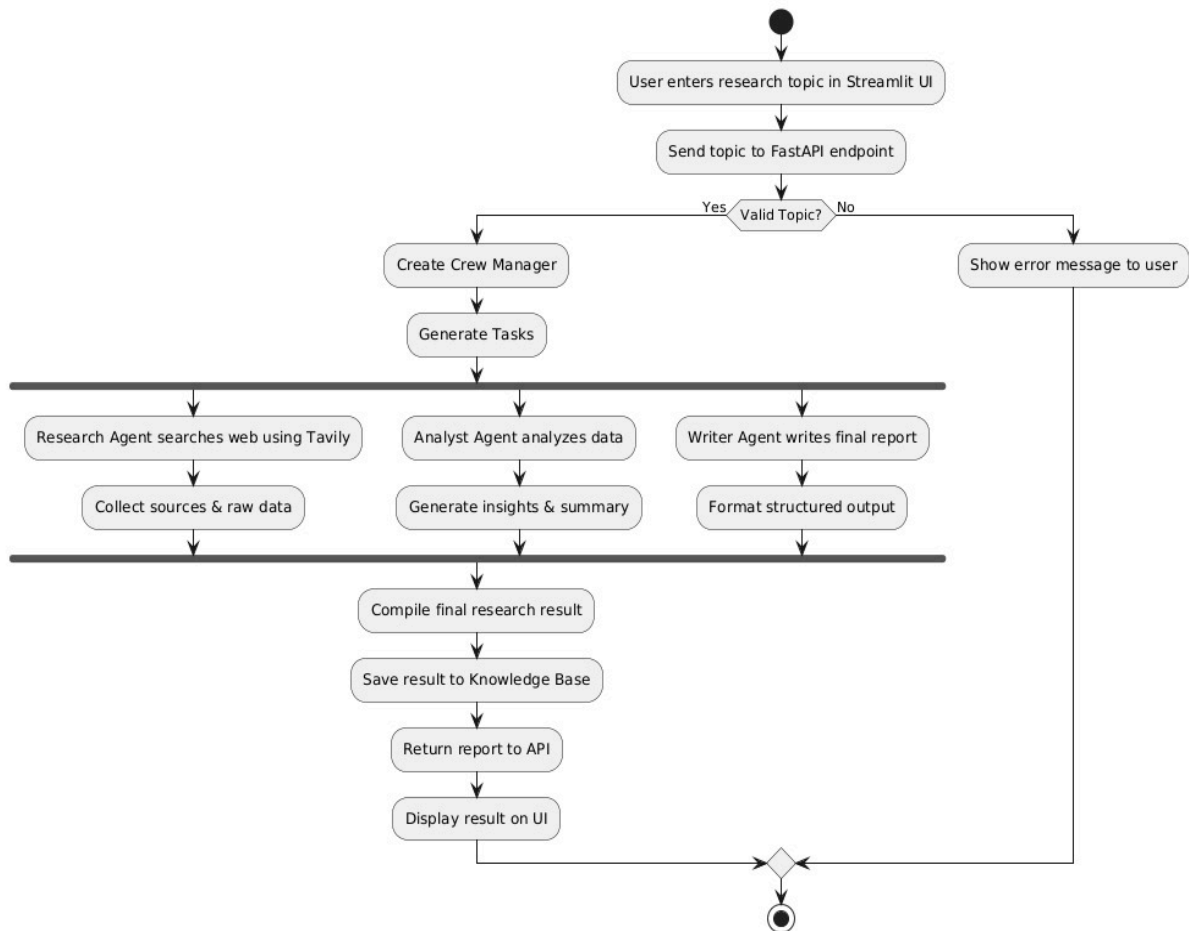 User enters research topic in Streamlit UI
Send topic to FastAPI endpoint
Yes
Valid Topic?
No
Create Crew Manager
Show error message to user
Generate Tasks
Research Agent searches web using Tavily
Analyst Agent analyzes data
Writer Agent writes final report
Collect sources & raw data
Generate insights & summary
Format structured output
Compile final research result
Save result to Knowledge Base
Return report to API
Display result on UI